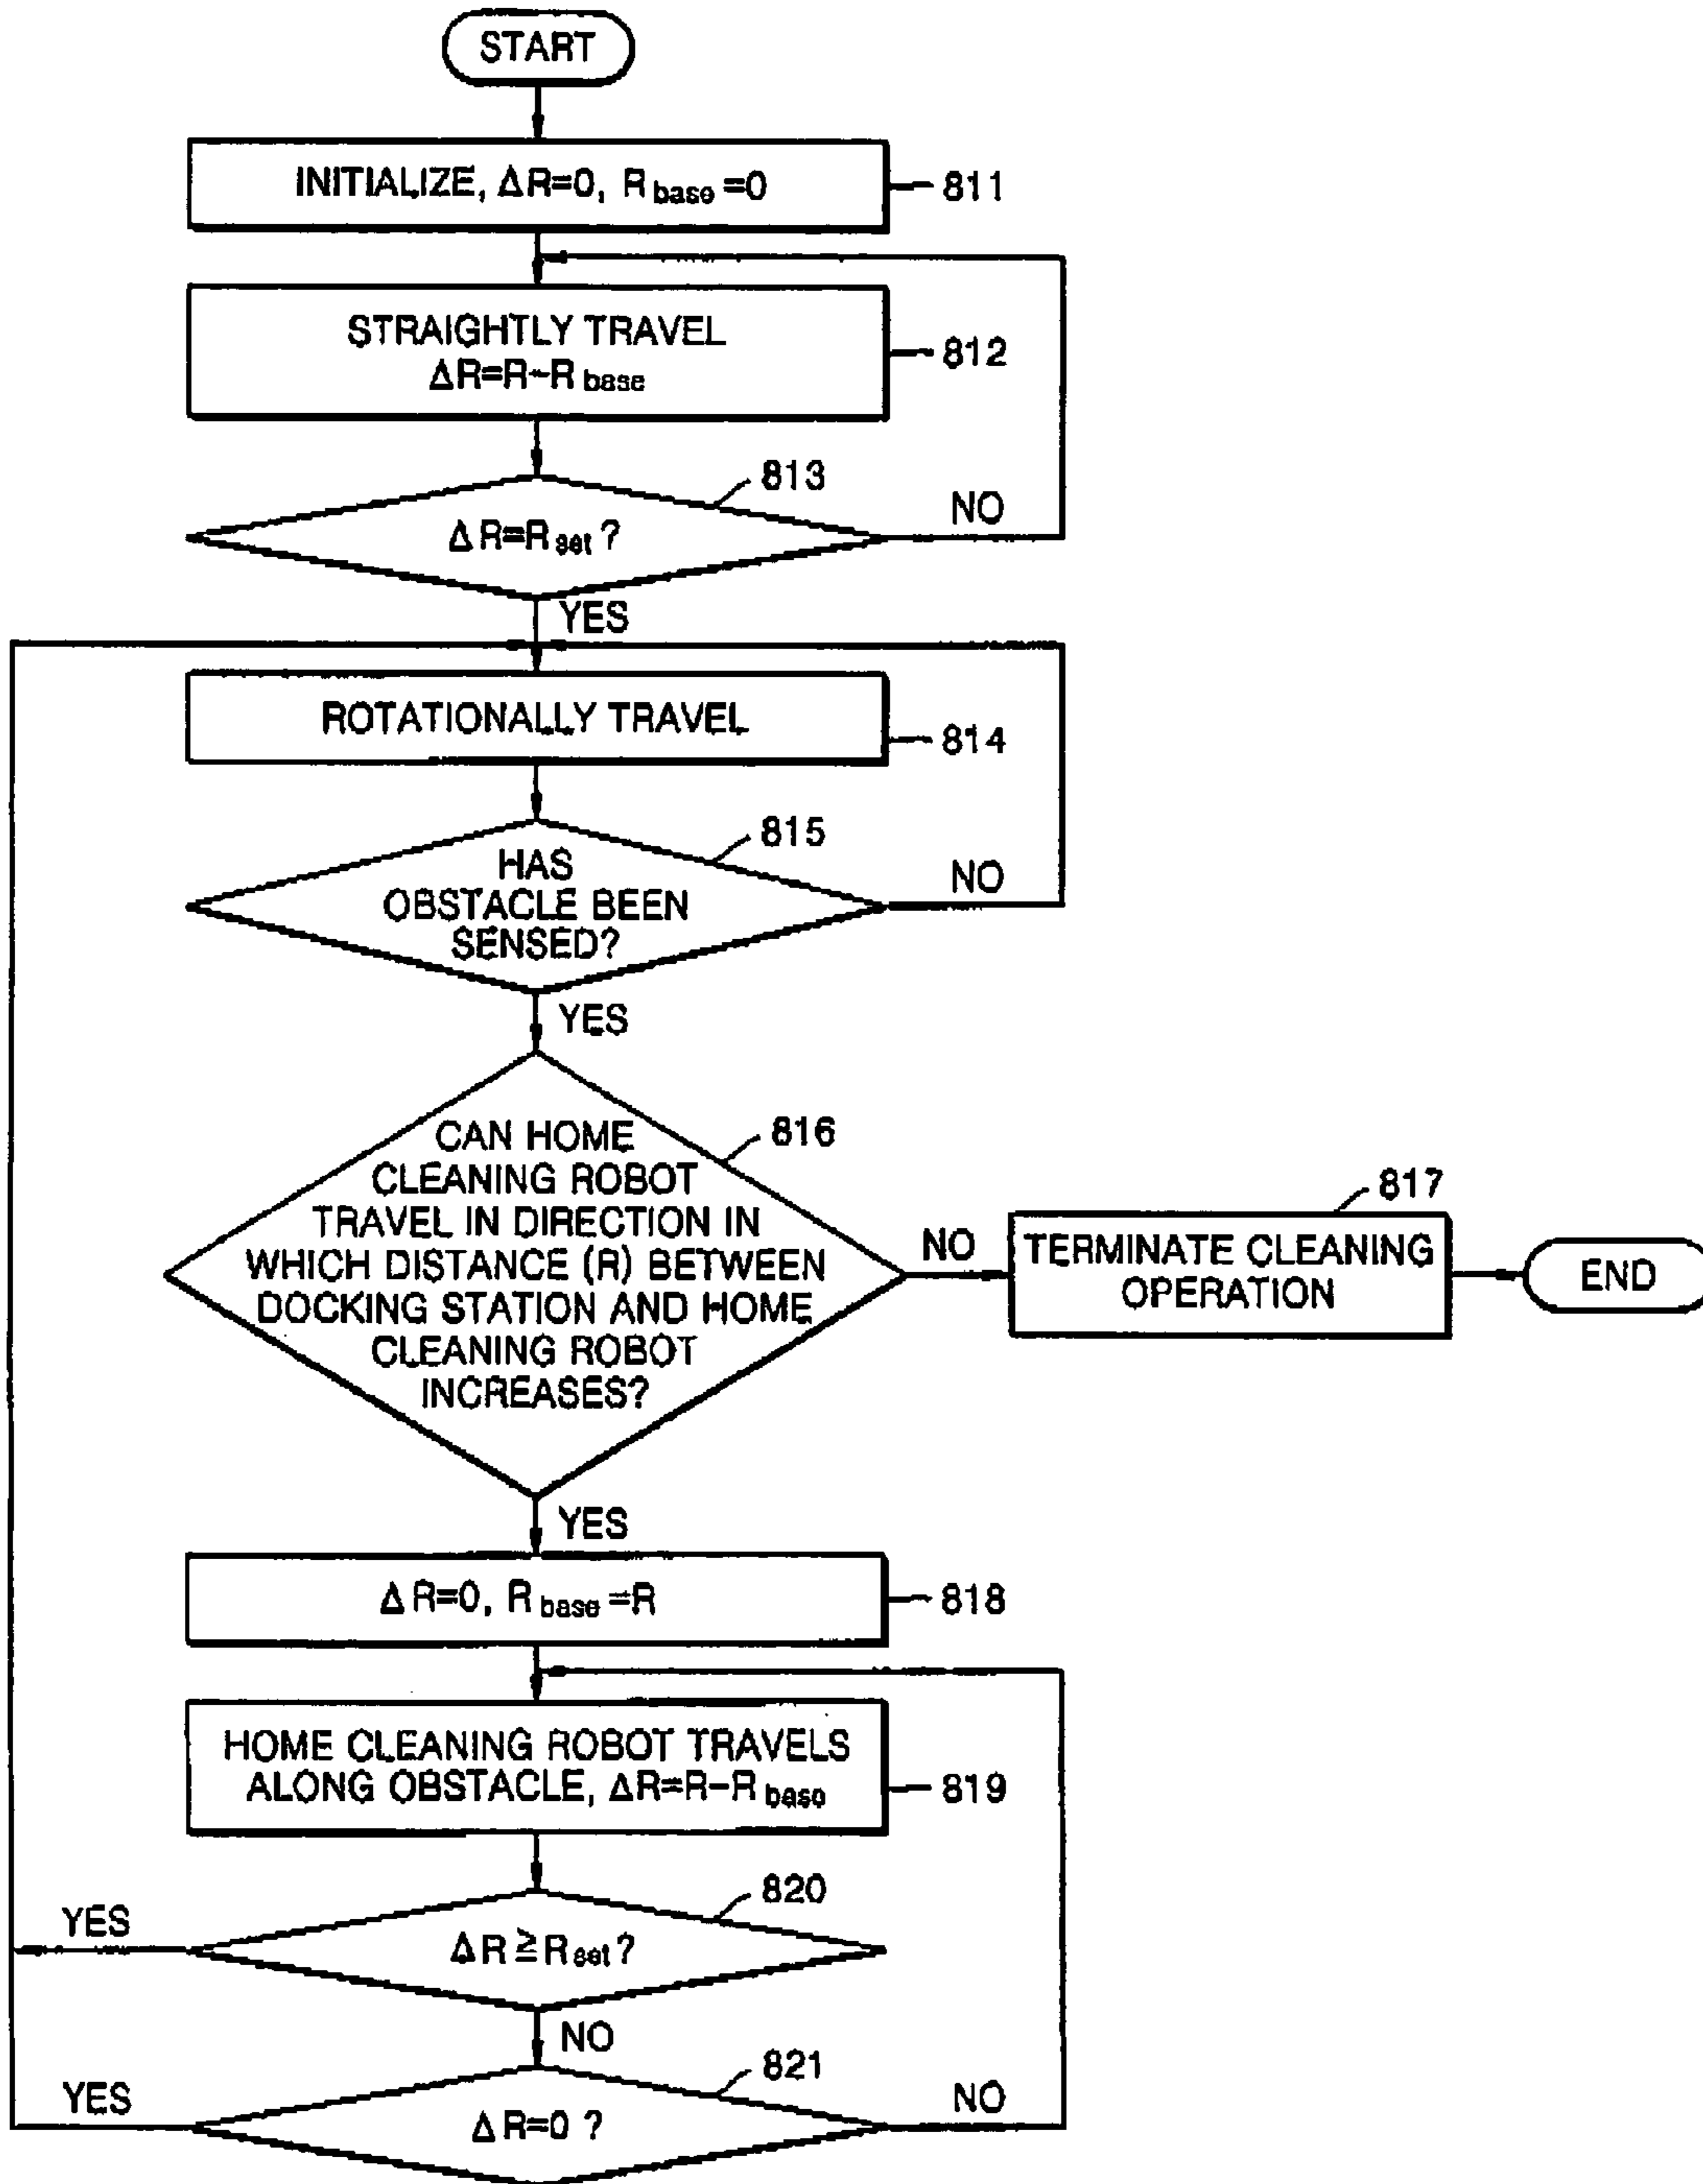 START
INITIALIZE, ΔR=0, R base =0
811
STRAIGHTLY TRAVEL
ΔR=R-R base
812
813
ΔR=R set ?
NO
YES
ROTATIONALLY TRAVEL
814
815
HAS
OBSTACLE BEEN
SENSED?
NO
YES
816
CAN HOME
CLEANING ROBOT
TRAVEL IN DIRECTION IN
WHICH DISTANCE (R) BETWEEN
DOCKING STATION AND HOME
CLEANING ROBOT
INCREASES?
NO
817
TERMINATE CLEANING
OPERATION
END
YES
ΔR=0, R base =R
818
HOME CLEANING ROBOT TRAVELS
ALONG OBSTACLE, ΔR=R-R base
819
820
YES
ΔR≧R set ?
NO
821
YES
ΔR=0 ?
NO